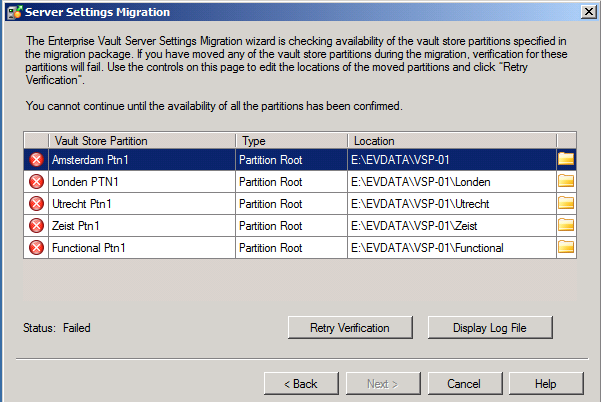 Server Settings Migration
The Enterprise Vault Server Settings Migration wizard is checking availability of the vault store partitions specified in
the migration package. If you have moved any of the vault store partitions during the migration, verification for these
partitions will fail. Use the controls on this page to edit the locations of the moved partitions and click "Retry
Verification".
You cannot continue until the availability of all the partitions has been confirmed.
Vault Store Partition Type Location
Amsterdam Ptn1 Partition Root E:\EVDATA\VSP-01
Londen PTN1 Partition Root E:\EVDATA\VSP-01\Londen
Utrecht Ptn1 Partition Root E:\EVDATA\VSP-01\Utrecht
Zeist Ptn1 Partition Root E:\EVDATA\VSP-01\Zeist
Functional Ptn1 Partition Root E:\EVDATA\VSP-01\Functional
Status: Failed Retry Verification Display Log File
< Back Next > Cancel Help